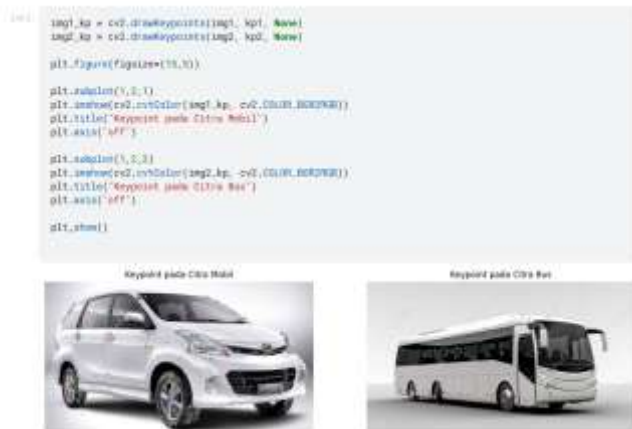 img1_kp = cv2.drawKeypoints(img1, kp1, None)
img2_kp = cv2.drawKeypoints(img2, kp2, None)
plt.figure(figsize=(15,5))
plt.subplot(1,2,1)
plt.imshow(cv2.cvtColor(img1_kp, cv2.COLOR_BGR2RGB))
plt.title("Keypoint pada Citra Mobil")
plt.axis("off")
plt.subplot(1,2,2)
plt.imshow(cv2.cvtColor(img2_kp, cv2.COLOR_BGR2RGB))
plt.title("Keypoint pada Citra Bus")
plt.axis("off")
plt.show()
Keypoint pada Citra Mobil
Keypoint pada Citra Bus